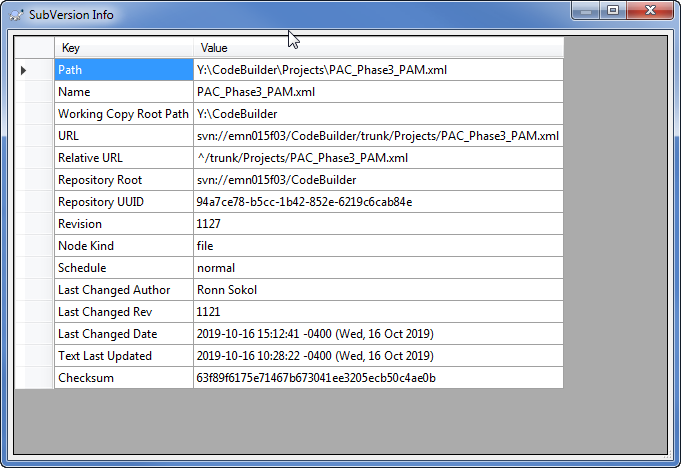 SubVersion Info
Key Value
Path Y:\CodeBuilder\Projects\PAC_Phase3_PAM.xml
Name PAC_Phase3_PAM.xml
Working Copy Root Path Y:\CodeBuilder
URL svn://emn015f03/CodeBuilder/trunk/Projects/PAC_Phase3_PAM.xml
Relative URL ^/trunk/Projects/PAC_Phase3_PAM.xml
Repository Root svn://emn015f03/CodeBuilder
Repository UUID 94a7ce78-b5cc-1b42-852e-6219c6cab84e
Revision 1127
Node Kind file
Schedule normal
Last Changed Author Ronn Sokol
Last Changed Rev 1121
Last Changed Date 2019-10-16 15:12:41 -0400 (Wed, 16 Oct 2019)
Text Last Updated 2019-10-16 10:28:22 -0400 (Wed, 16 Oct 2019)
Checksum 63f89f6175e71467b673041ee3205ecb50c4ae0b